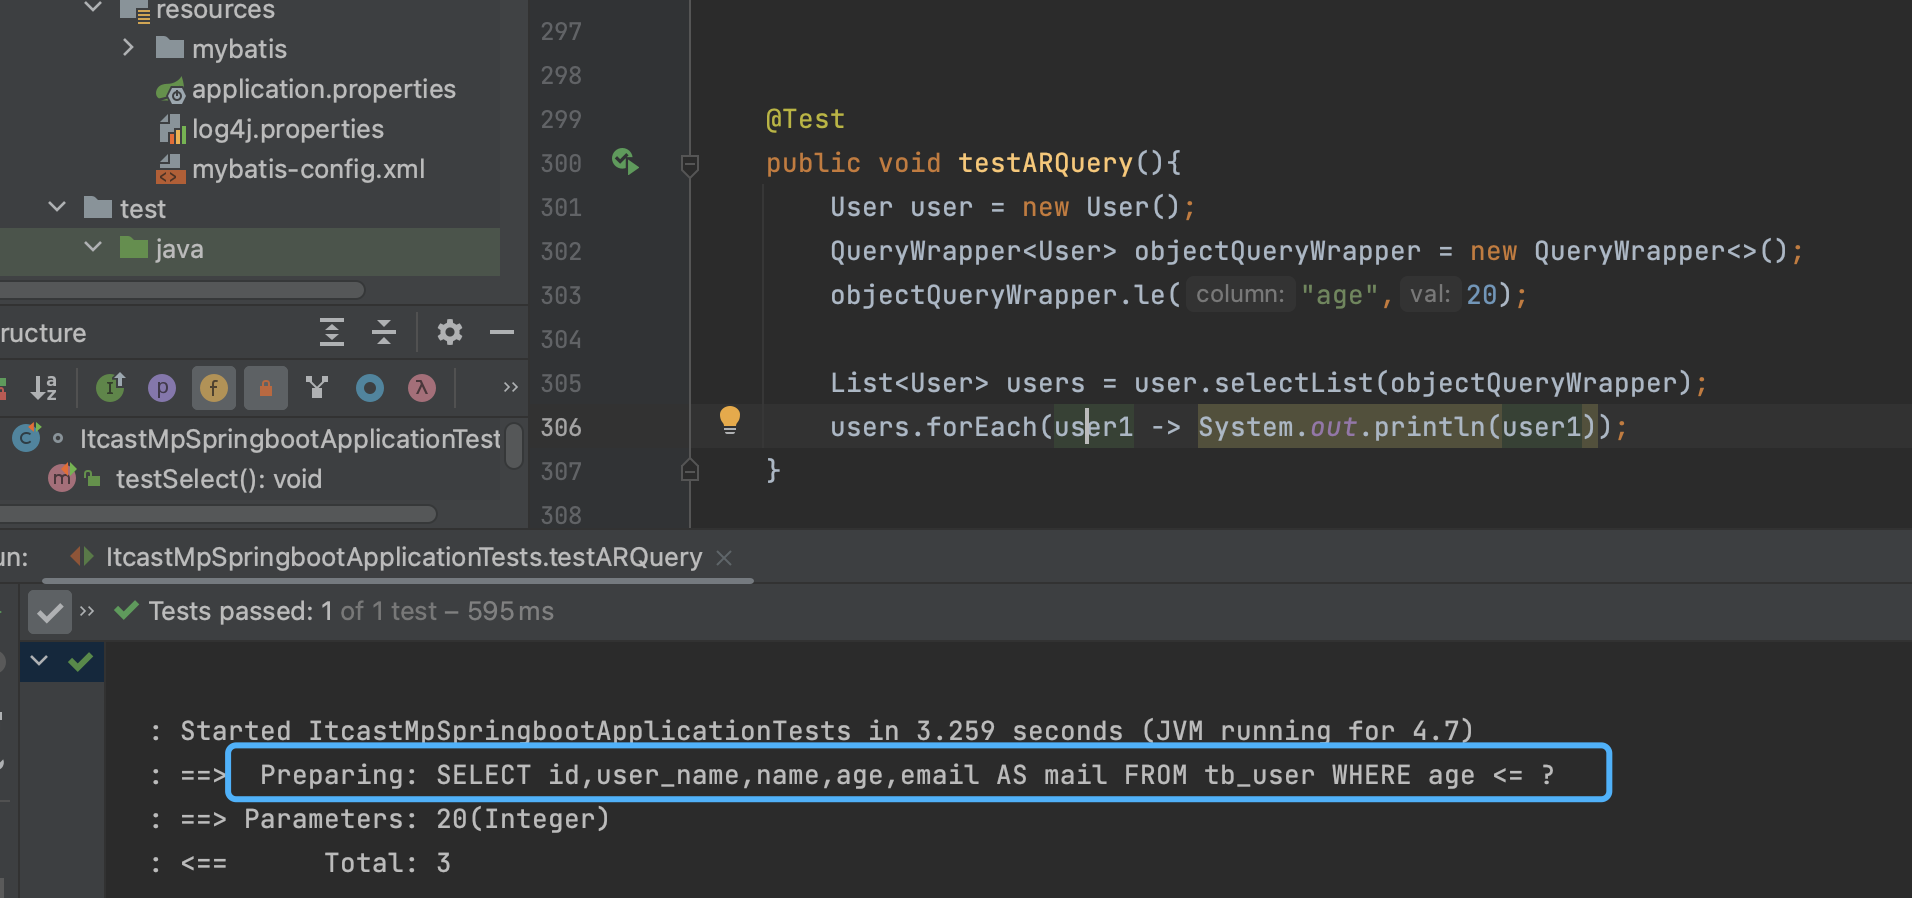 resources
mybatis
application.properties
log4j.properties
mybatis-config.xml
test
java
ructure
ItcastMpSpringbootApplicationTest
testSelect(): void
297
298
299 @Test
300 public void testARQuery(){
301 User user = new User();
302 QueryWrapper<User> objectQueryWrapper = new QueryWrapper<>();
303 objectQueryWrapper.le( column: "age", val: 20);
304
305 List<User> users = user.selectList(objectQueryWrapper);
306 users.forEach(user1 -> System.out.println(user1));
307 }
308
un: ItcastMpSpringbootApplicationTests.testARQuery
Tests passed: 1 of 1 test – 595 ms
: Started ItcastMpSpringbootApplicationTests in 3.259 seconds (JVM running for 4.7)
: ==> Preparing: SELECT id,user_name,name,age,email AS mail FROM tb_user WHERE age <= ?
: ==> Parameters: 20(Integer)
: <== Total: 3